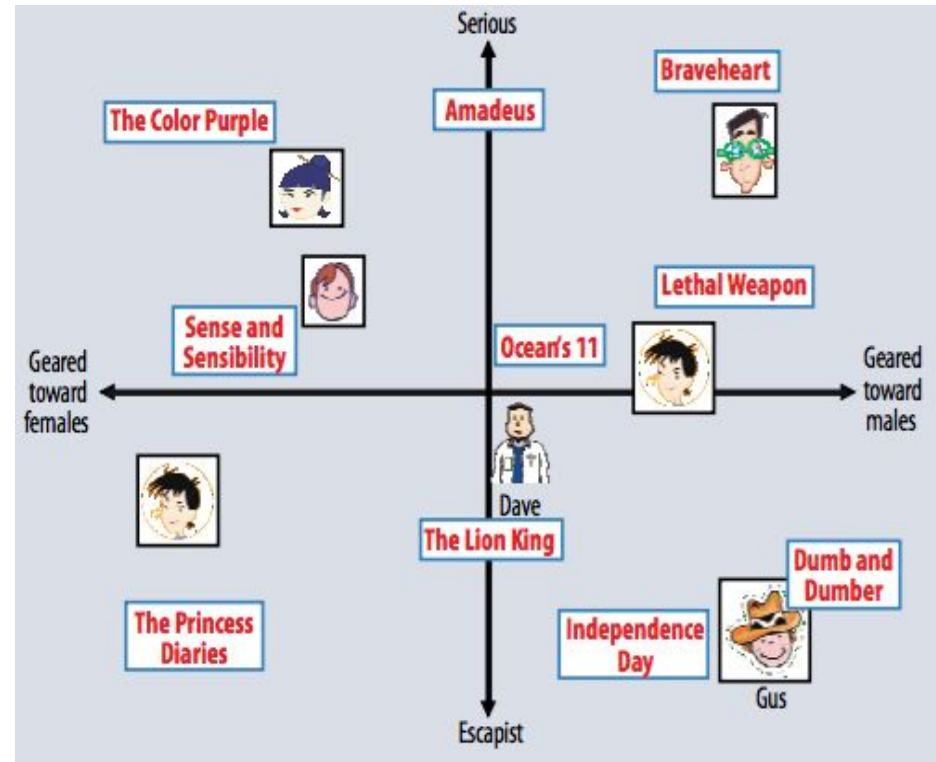 Serious
Braveheart
The Color Purple
Amadeus
Lethal Weapon
Sense and
Sensibility
Ocean's 11
Geared
toward
females
Geared
toward
males
Dave
The Lion King
Dumb and
Dumber
The Princess
Diaries
Independence
Day
Gus
Escapist